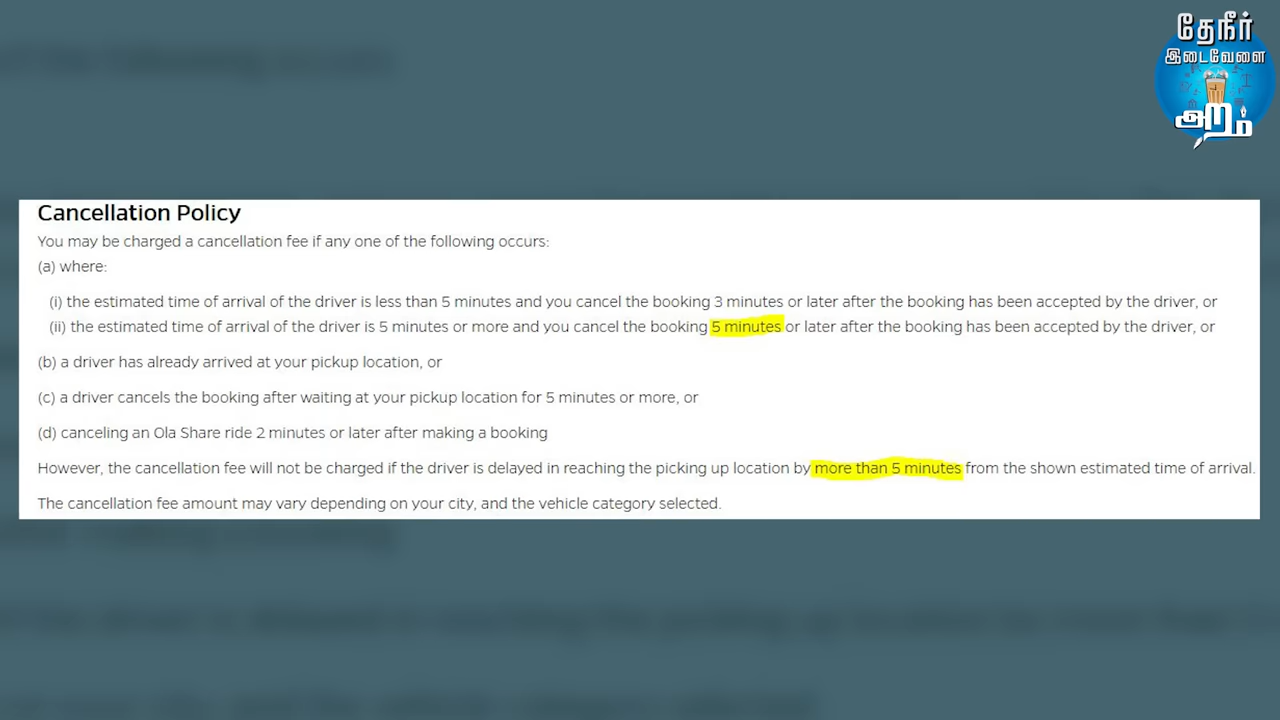 தேநீர்
இடைவேளை
அறம்
Cancellation Policy
You may be charged a cancellation fee if any one of the following occurs:
(a) where:
(i) the estimated time of arrival of the driver is less than 5 minutes and you cancel the booking 3 minutes or later after the booking has been accepted by the driver, or
(ii) the estimated time of arrival of the driver is 5 minutes or more and you cancel the booking 5 minutes or later after the booking has been accepted by the driver, or
(b) a driver has already arrived at your pickup location, or
(c) a driver cancels the booking after waiting at your pickup location for 5 minutes or more, or
(d) canceling an Ola Share ride 2 minutes or later after making a booking
However, the cancellation fee will not be charged if the driver is delayed in reaching the picking up location by more than 5 minutes from the shown estimated time of arrival.
The cancellation fee amount may vary depending on your city, and the vehicle category selected.